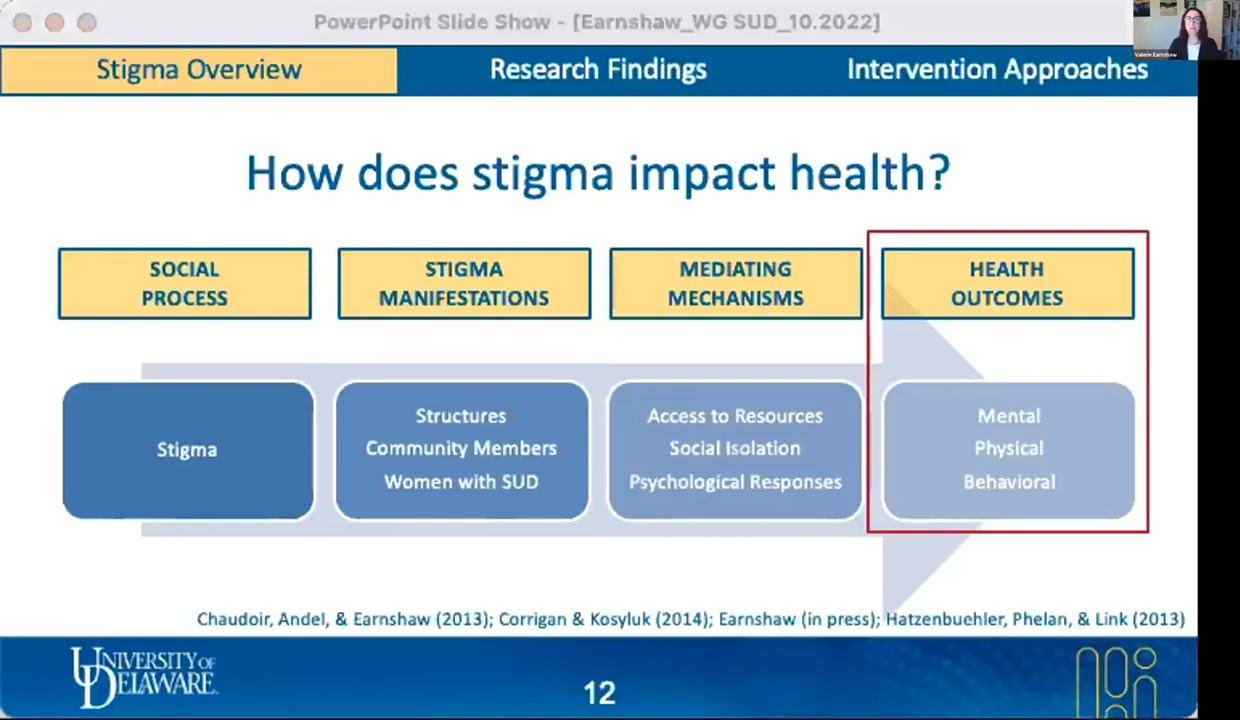 PowerPoint Slide Show - [Earnshaw_WG SUD_10.2022]
Valerie Earnshaw
Stigma Overview
Research Findings
Intervention Approaches
How does stigma impact health?
SOCIAL
PROCESS
STIGMA
MANIFESTATIONS
MEDIATING
MECHANISMS
HEALTH
OUTCOMES
Stigma
Structures
Community Members
Women with SUD
Access to Resources
Social Isolation
Psychological Responses
Mental
Physical
Behavioral
Chaudoir, Andel, & Earnshaw (2013); Corrigan & Kosyluk (2014); Earnshaw (in press); Hatzenbuehler, Phelan, & Link (2013)
UNIVERSITY OF
DELAWARE.
12